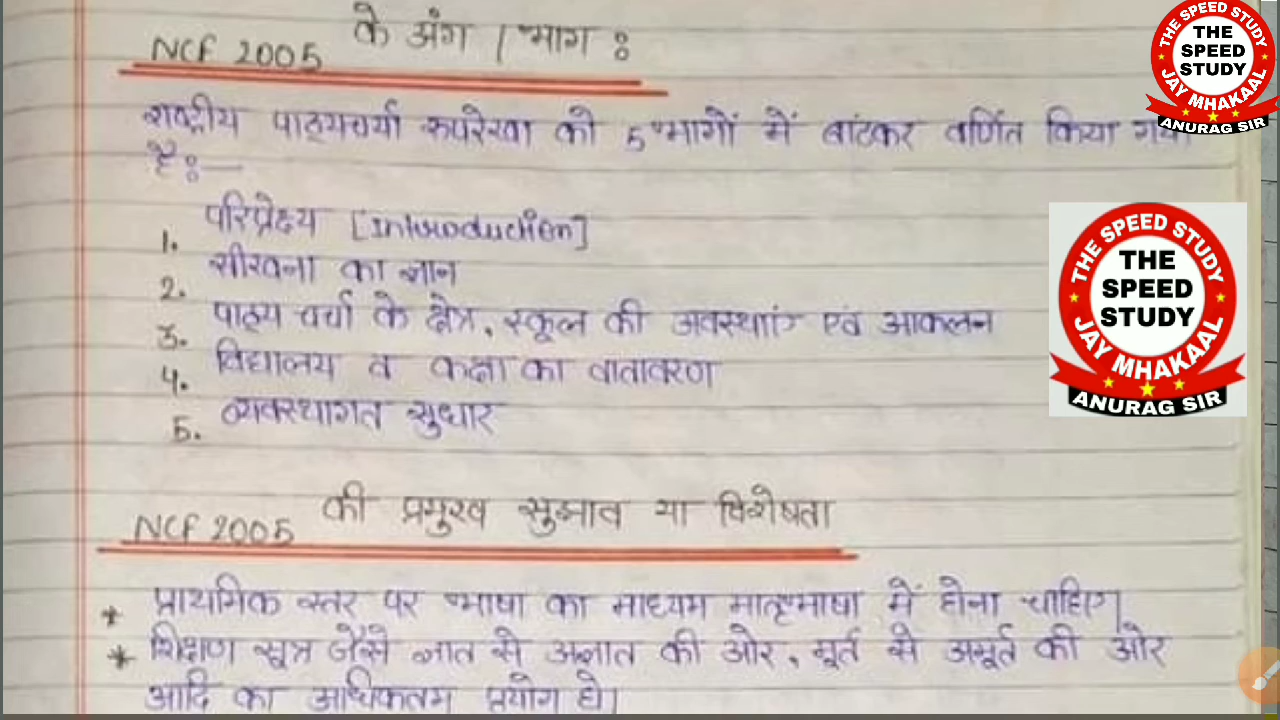 NCF 2005 के अंग / भाग :
राष्ट्रीय पाठ्यचर्या रुपरेखा को 5 भागों में बांटकर वर्णित किया गया
है :—
1. परिप्रेक्ष्य [Introduction]
2. सीखना का ज्ञान
3. पाठ्य चर्चा के क्षेत्र, स्कूल की अवस्थाएं एवं आकलन
4. विद्यालय व कक्षा का वातावरण
5. व्यवस्थागत सुधार
NCF 2005 की प्रमुख सुझाव या विशेषता
* प्राथमिक स्तर पर भाषा का माध्यम मातृभाषा में होना चाहिए।
* शिक्षण सूत्र जैसे ज्ञात से अज्ञात की ओर, मूर्त से अमूर्त की ओर
आदि का अधिकतम प्रयोग हो।
THE SPEED STUDY
THE
SPEED
STUDY
JAY MHAKAAL
ANURAG SIR
THE SPEED STUDY
THE
SPEED
STUDY
JAY MHAKAAL
ANURAG SIR